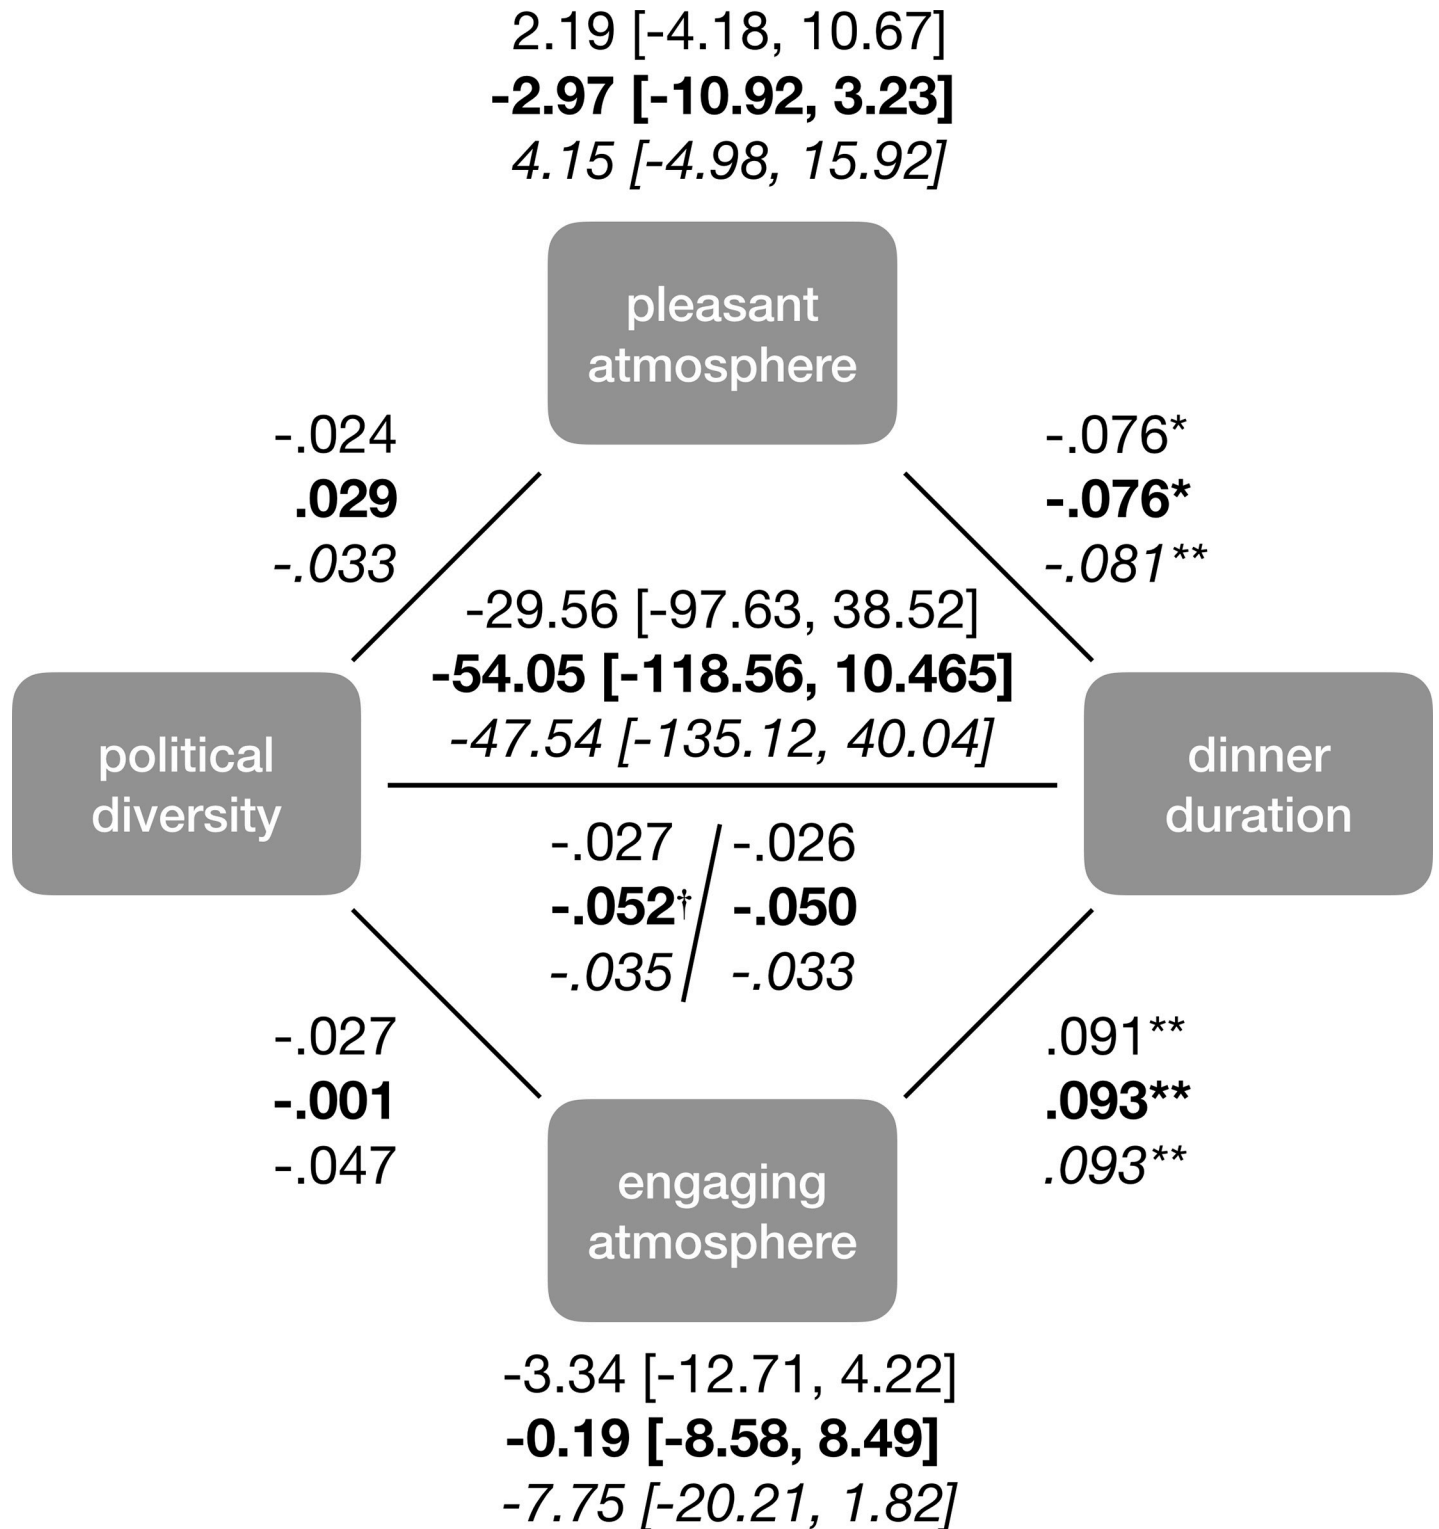 2.19 [-4.18, 10.67]
-2.97 [-10.92, 3.23]
4.15 [-4.98, 15.92]
pleasant
atmosphere
-.024
.029
-.033
-.076*
-.076*
-.081**
-29.56 [-97.63, 38.52]
-54.05 [-118.56, 10.465]
-47.54 [-135.12, 40.04]
political
diversity
dinner
duration
-.027 / -.026
-.052† / -.050
-.035 / -.033
-.027
-.001
-.047
.091**
.093**
.093**
engaging
atmosphere
-3.34 [-12.71, 4.22]
-0.19 [-8.58, 8.49]
-7.75 [-20.21, 1.82]